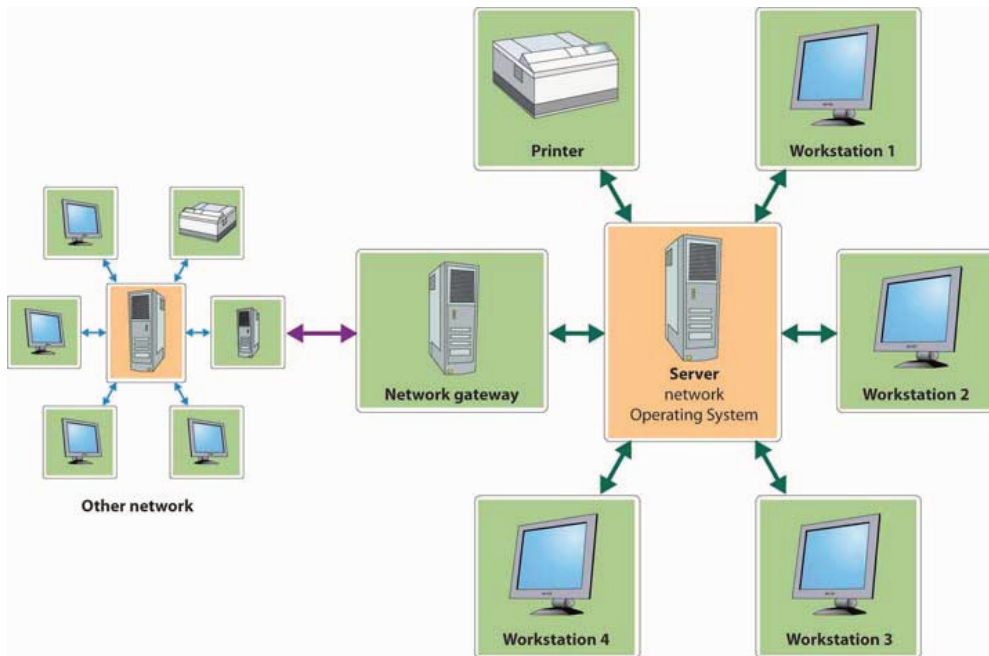 Printer
Workstation 1
Network gateway
Server
network
Operating System
Workstation 2
Other network
Workstation 4
Workstation 3